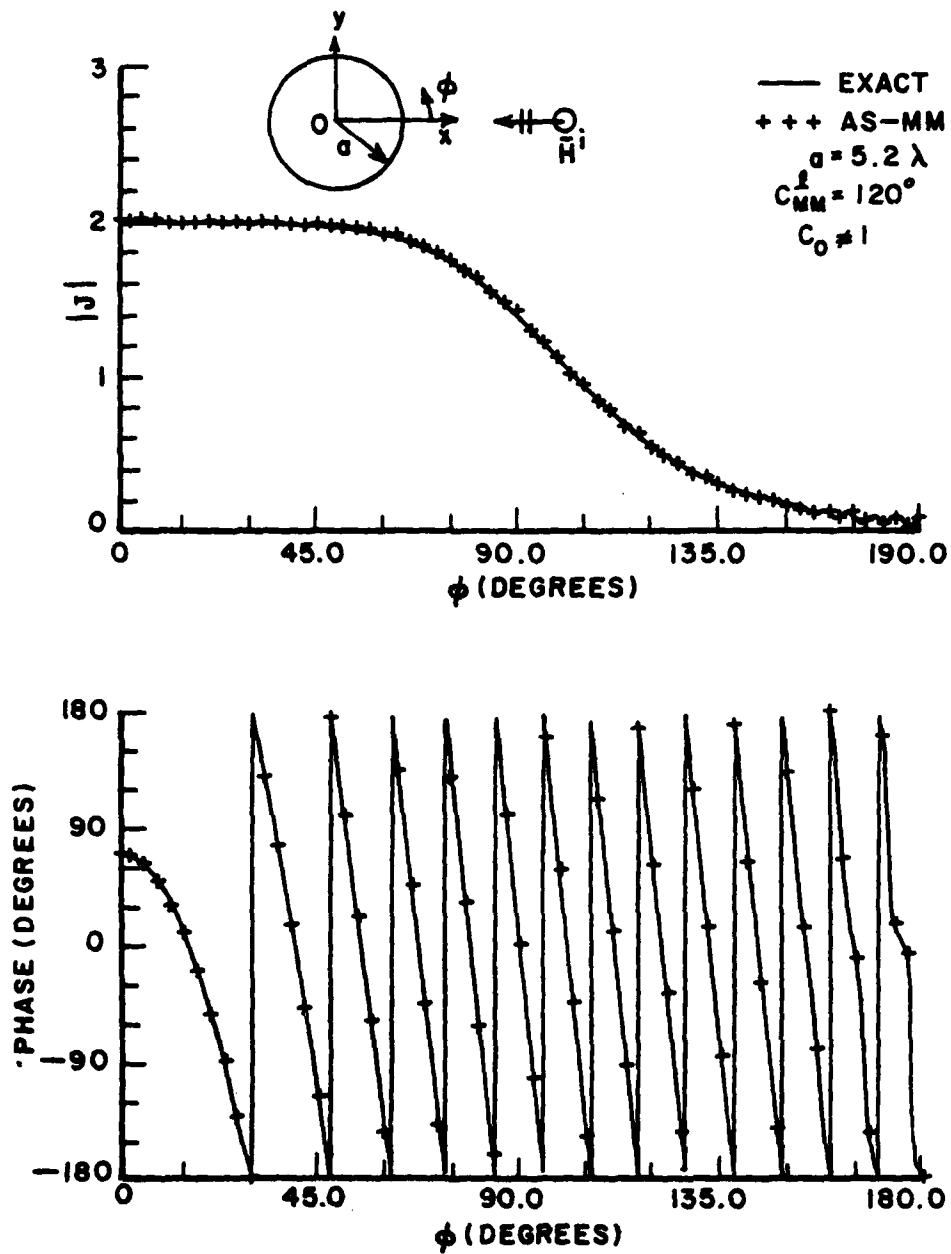 y
3
φ
— EXACT
O
x
H̄ⁱ
+ + + AS-MM
a
a = 5.2 λ
C^ℓ_MM = 120°
C_O ≠ 1
2
|J|
1
0
0 45.0 90.0 135.0 190.0
φ (DEGREES)
180
90
0
PHASE (DEGREES)
-90
-180
0 45.0 90.0 135.0 180.0
φ (DEGREES)